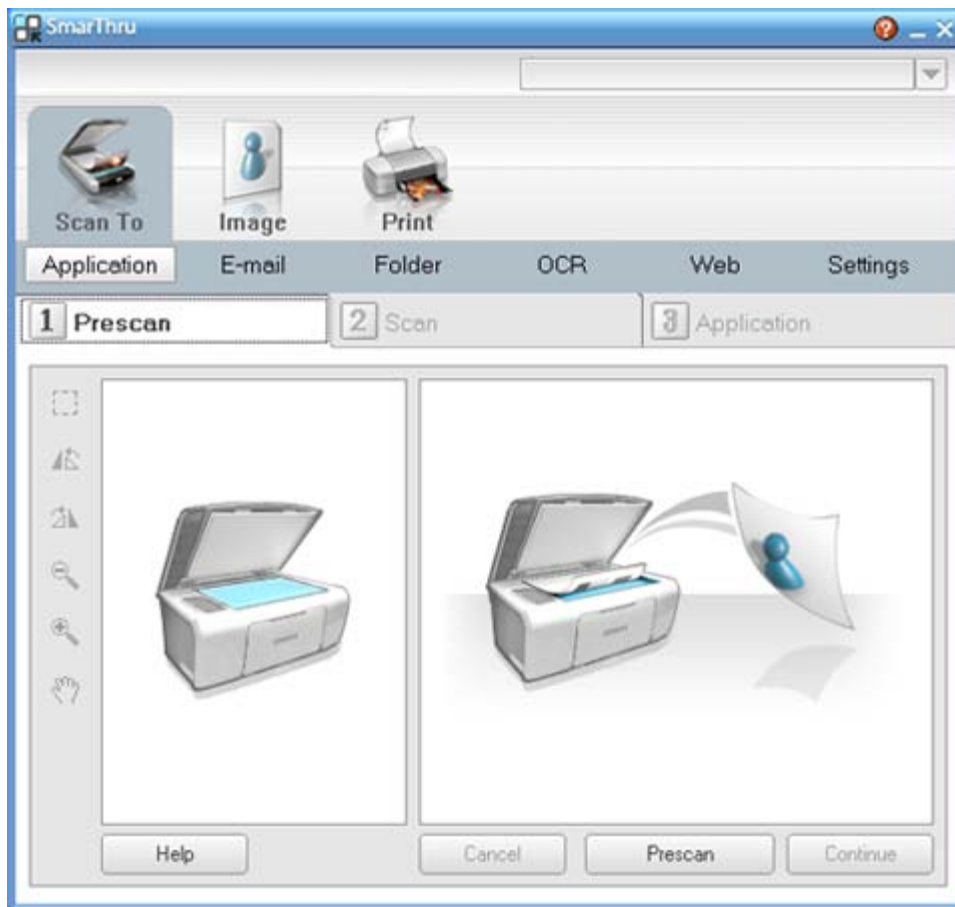 SmarThru
Scan To Image Print
Application E-mail Folder OCR Web Settings
1 Prescan 2 Scan 3 Application
Help Cancel Prescan Continue